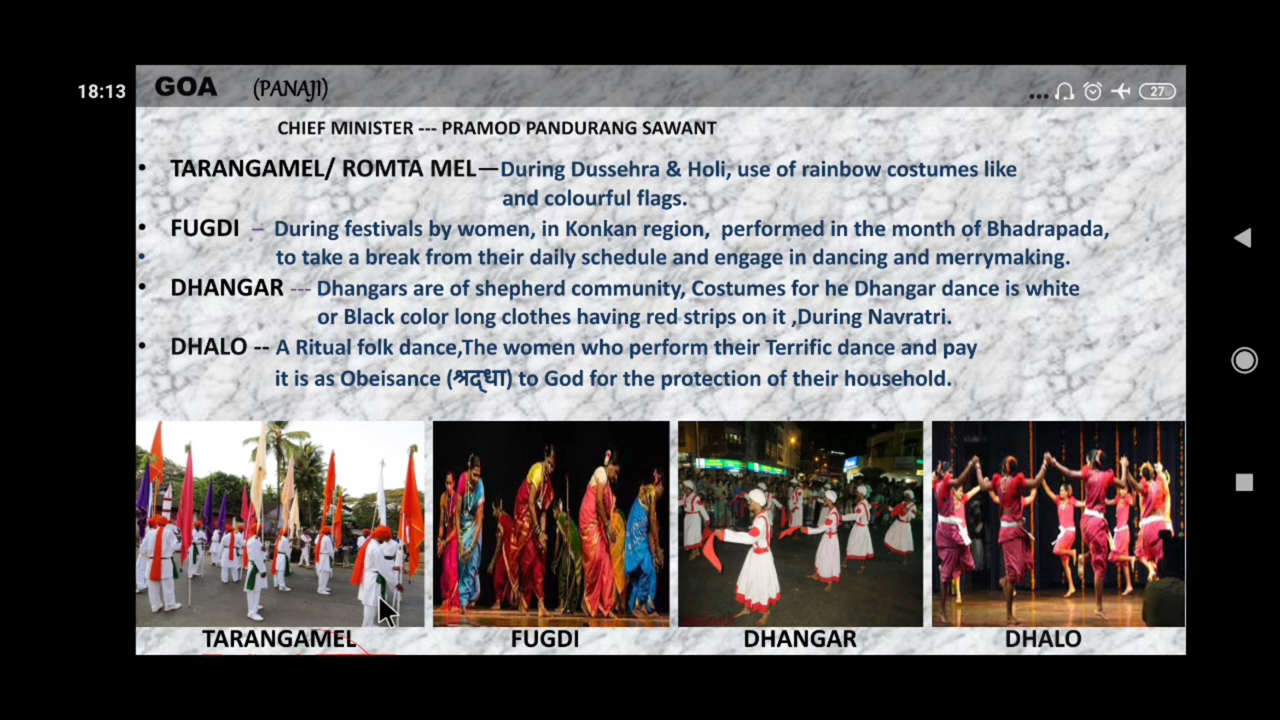 18:13
GOA (PANAJI)
27
CHIEF MINISTER --- PRAMOD PANDURANG SAWANT
• TARANGAMEL/ ROMTA MEL—During Dussehra & Holi, use of rainbow costumes like
and colourful flags.
• FUGDI – During festivals by women, in Konkan region, performed in the month of Bhadrapada,
• to take a break from their daily schedule and engage in dancing and merrymaking.
• DHANGAR --- Dhangars are of shepherd community, Costumes for he Dhangar dance is white
or Black color long clothes having red strips on it ,During Navratri.
• DHALO -- A Ritual folk dance,The women who perform their Terrific dance and pay
it is as Obeisance (श्रद्धा) to God for the protection of their household.
TARANGAMEL FUGDI DHANGAR DHALO